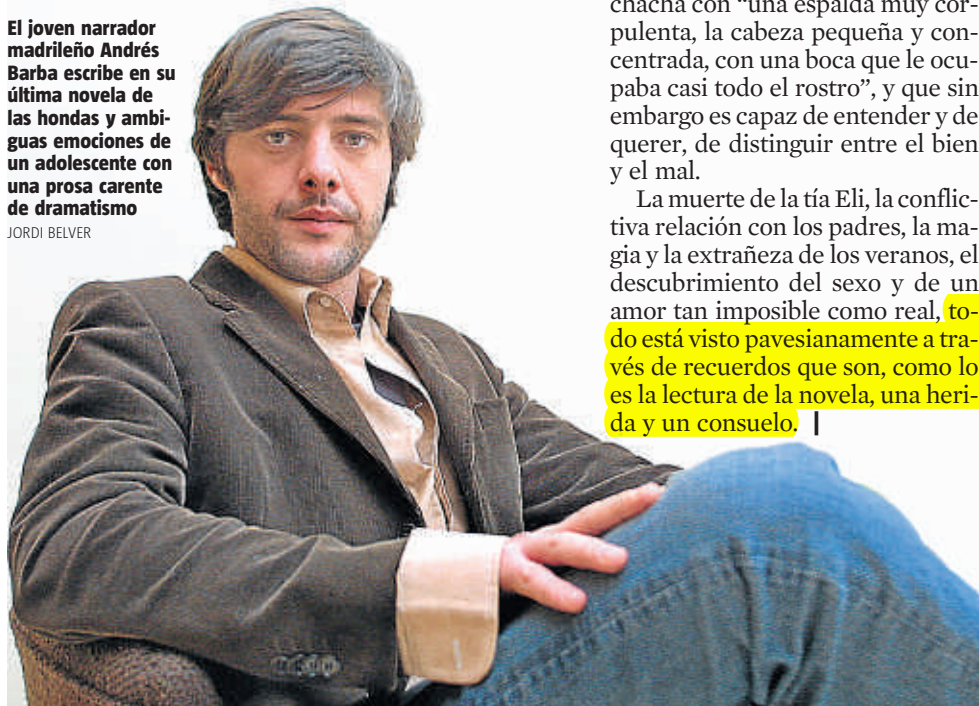 El joven narrador
madrileño Andrés
Barba escribe en su
última novela de
las hondas y ambi-
guas emociones de
un adolescente con
una prosa carente
de dramatismo
JORDI BELVER
chacha con “una espalda muy cor-
pulenta, la cabeza pequeña y con-
centrada, con una boca que le ocu-
paba casi todo el rostro”, y que sin
embargo es capaz de entender y de
querer, de distinguir entre el bien
y el mal.
La muerte de la tía Eli, la conflic-
tiva relación con los padres, la ma-
gia y la extrañeza de los veranos, el
descubrimiento del sexo y de un
amor tan imposible como real, to-
do está visto pavesianamente a tra-
vés de recuerdos que son, como lo
es la lectura de la novela, una heri-
da y un consuelo.